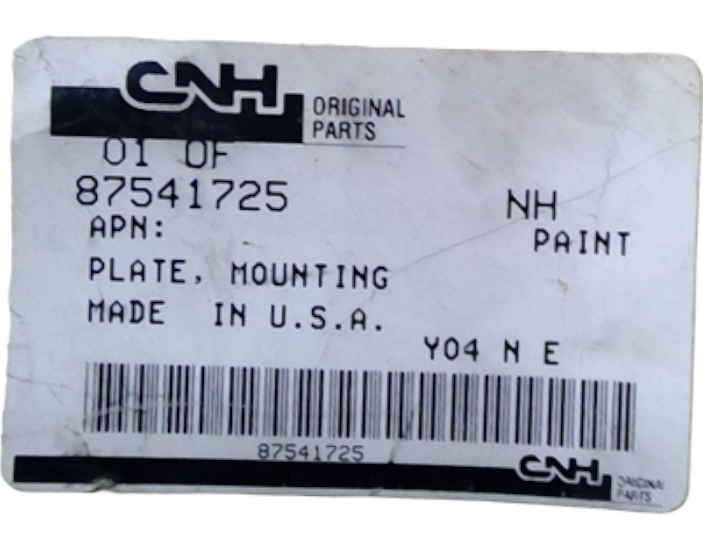 CNH ORIGINAL
PARTS
01 OF
87541725
NH
APN:
PAINT
PLATE, MOUNTING
MADE IN U.S.A.
Y04 N E
87541725
CNH ORIGINAL
PARTS